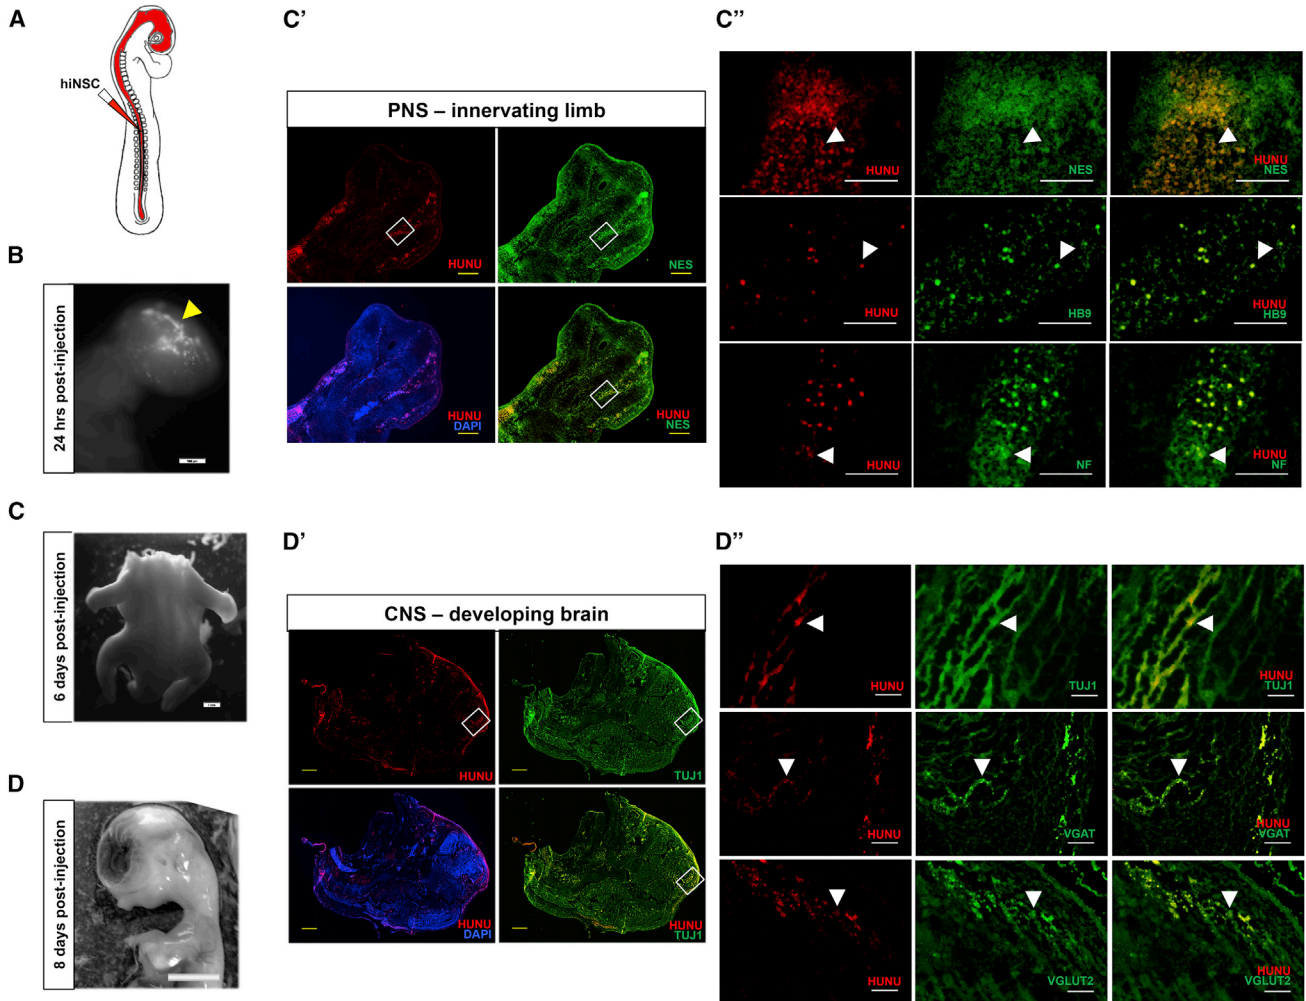 A
hiNSC
B
24 hrs post-injection
C
6 days post-injection
D
8 days post-injection
C'
PNS – innervating limb
HUNU
NES
HUNU
DAPI
HUNU
NES
C"
HUNU
NES
HUNU
NES
HUNU
HB9
HUNU
HB9
HUNU
NF
HUNU
NF
D'
CNS – developing brain
HUNU
TUJ1
HUNU
DAPI
HUNU
TUJ1
D"
HUNU
TUJ1
HUNU
TUJ1
HUNU
VGAT
HUNU
VGAT
HUNU
VGLUT2
HUNU
VGLUT2